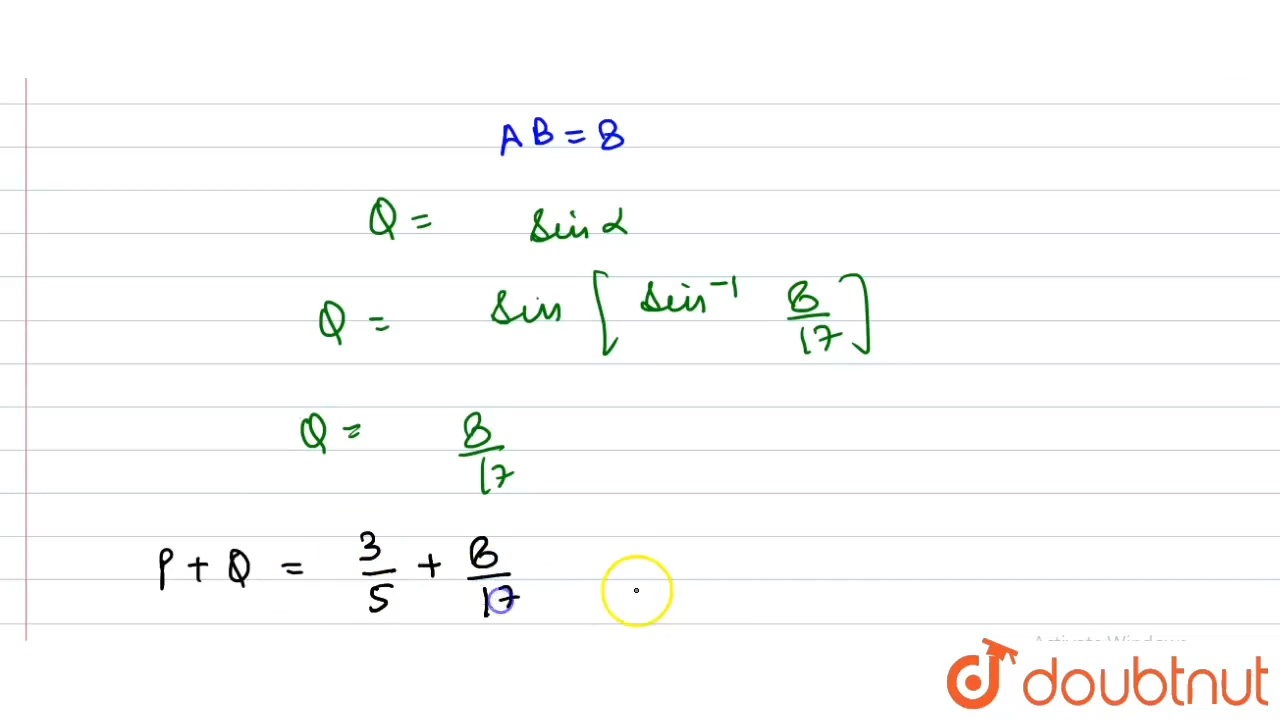 AB = 8
Q = sin α
Q = sin [ sin⁻¹ 8/17 ]
Q = 8/17
P + Q = 3/5 + 8/17
doubtnut